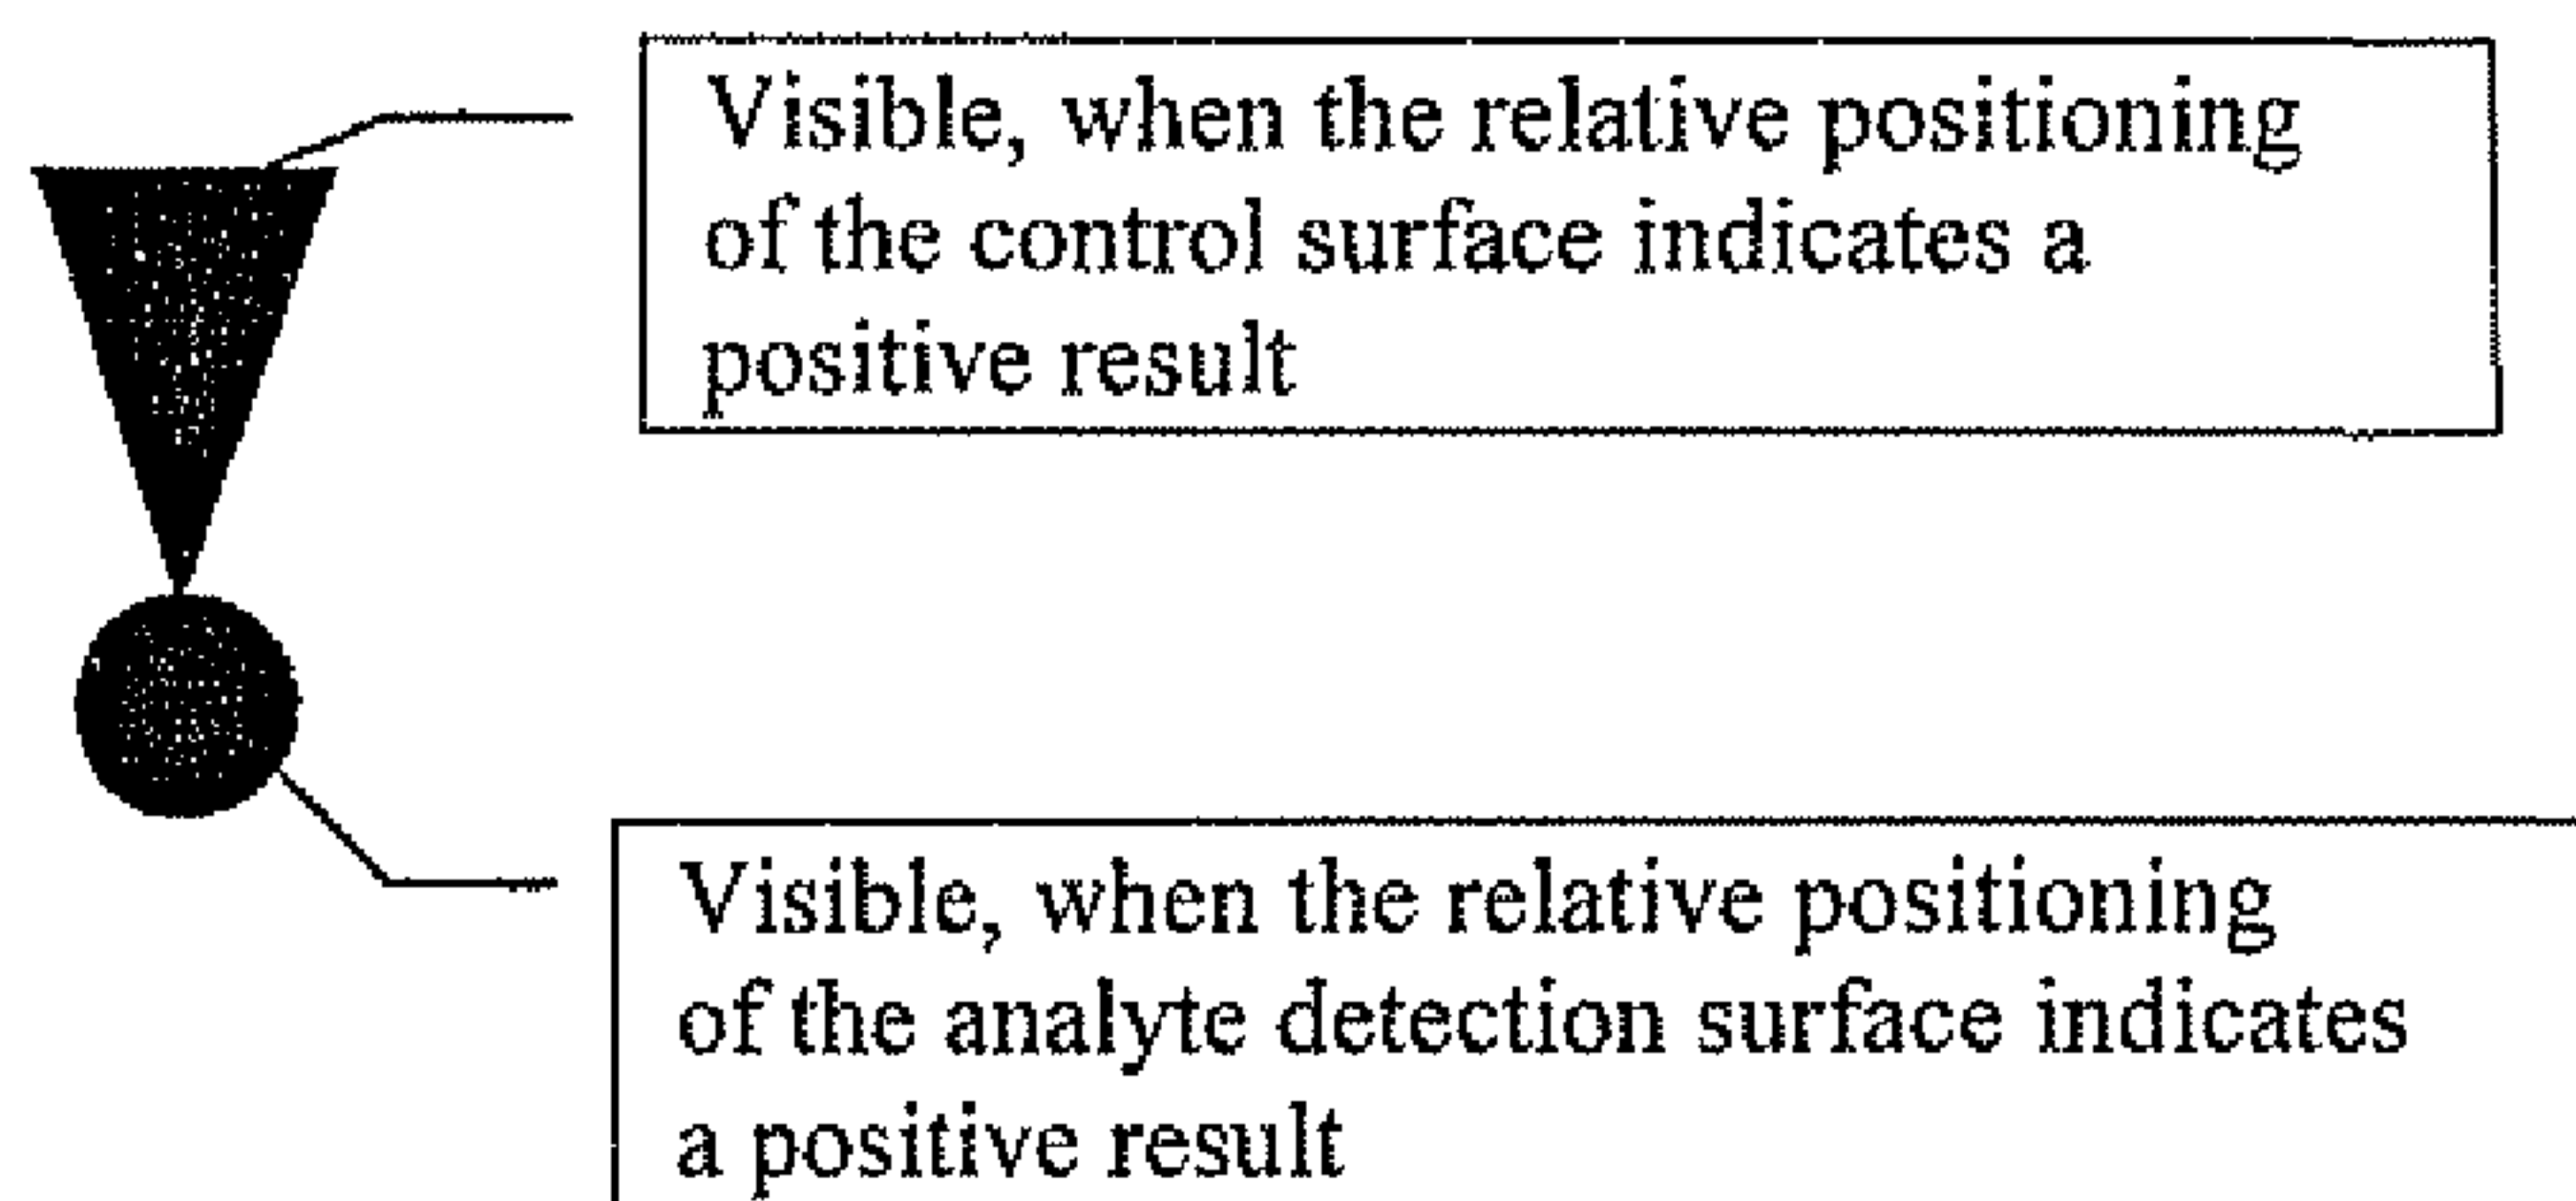 Visible, when the relative positioning
of the control surface indicates a
positive result
Visible, when the relative positioning
of the analyte detection surface indicates
a positive result